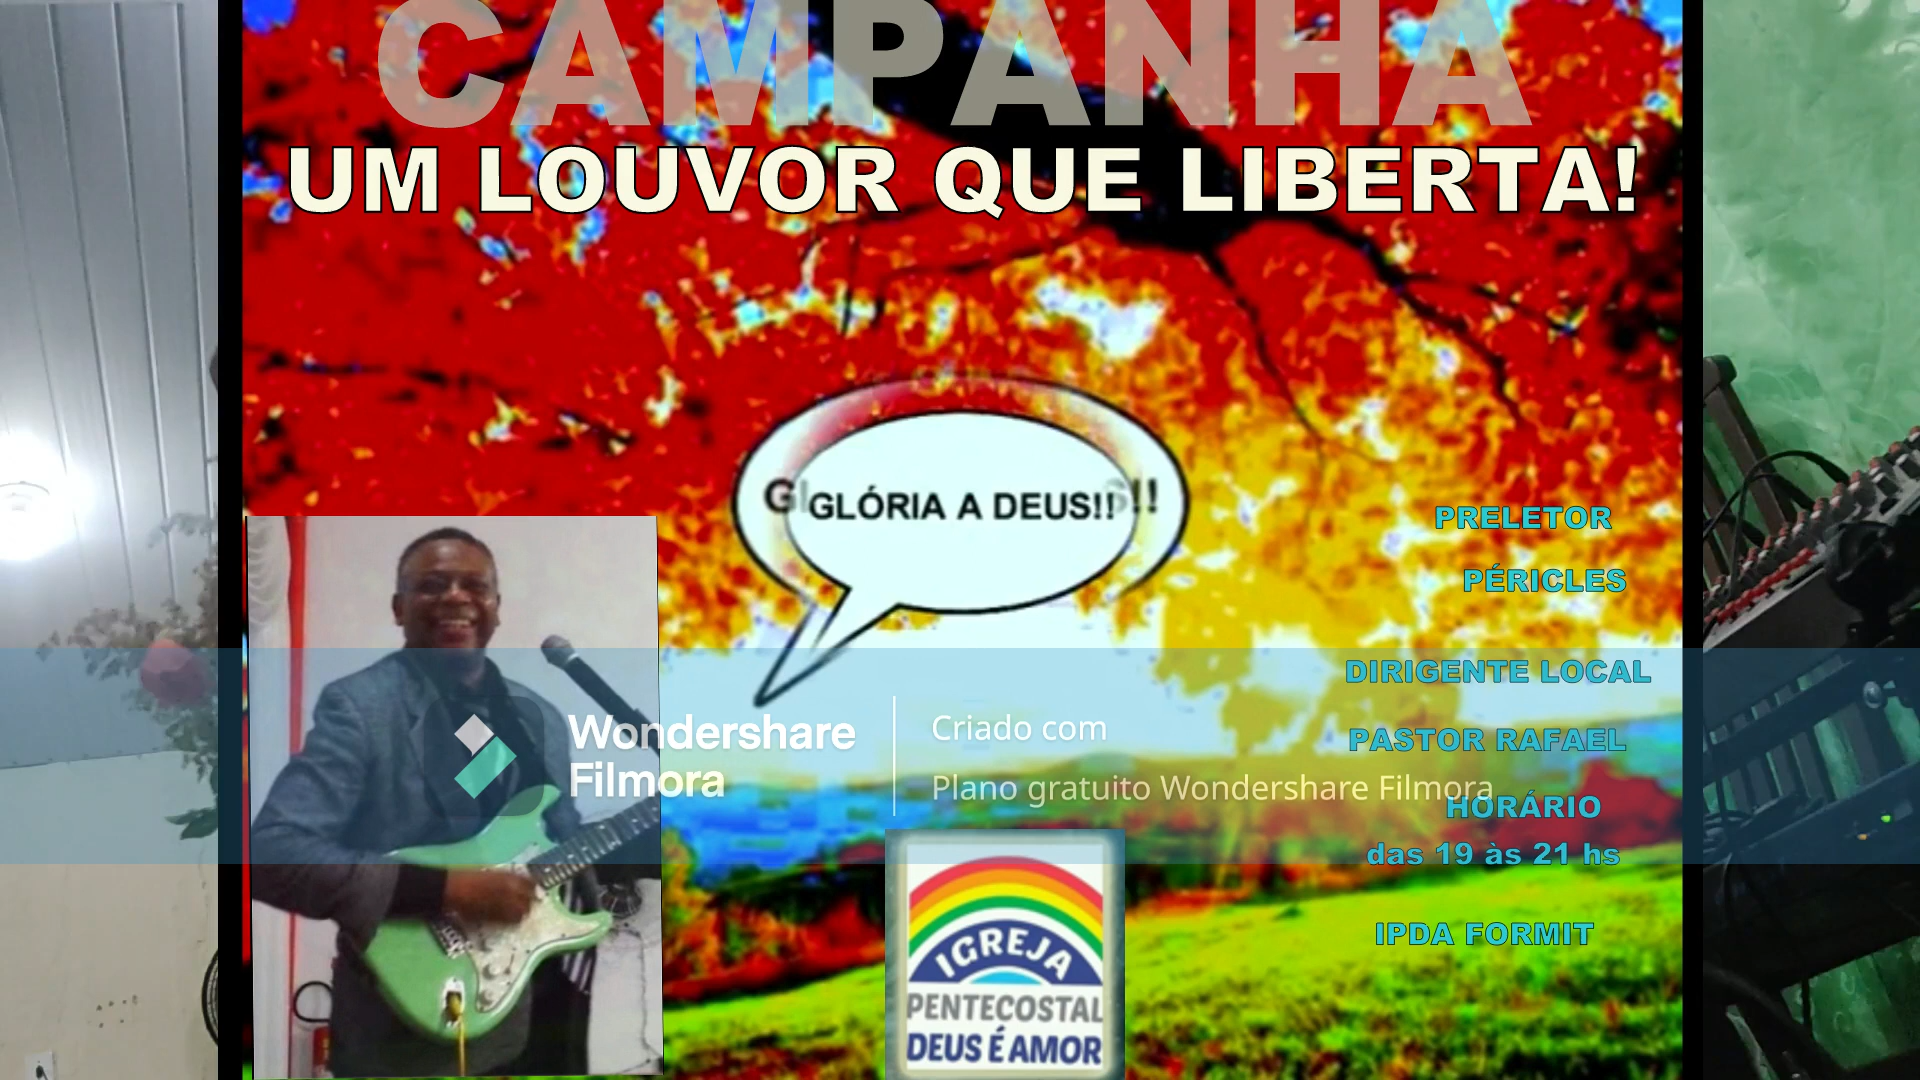 CAMPANHA
UM LOUVOR QUE LIBERTA!
GLÓRIA A DEUS!!
PRELETOR
PÉRICLES
DIRIGENTE LOCAL
PASTOR RAFAEL
HORÁRIO
das 19 às 21 hs
IPDA FORMIT
Wondershare
Filmora
Criado com
Plano gratuito Wondershare Filmora
IGREJA
PENTECOSTAL
DEUS É AMOR